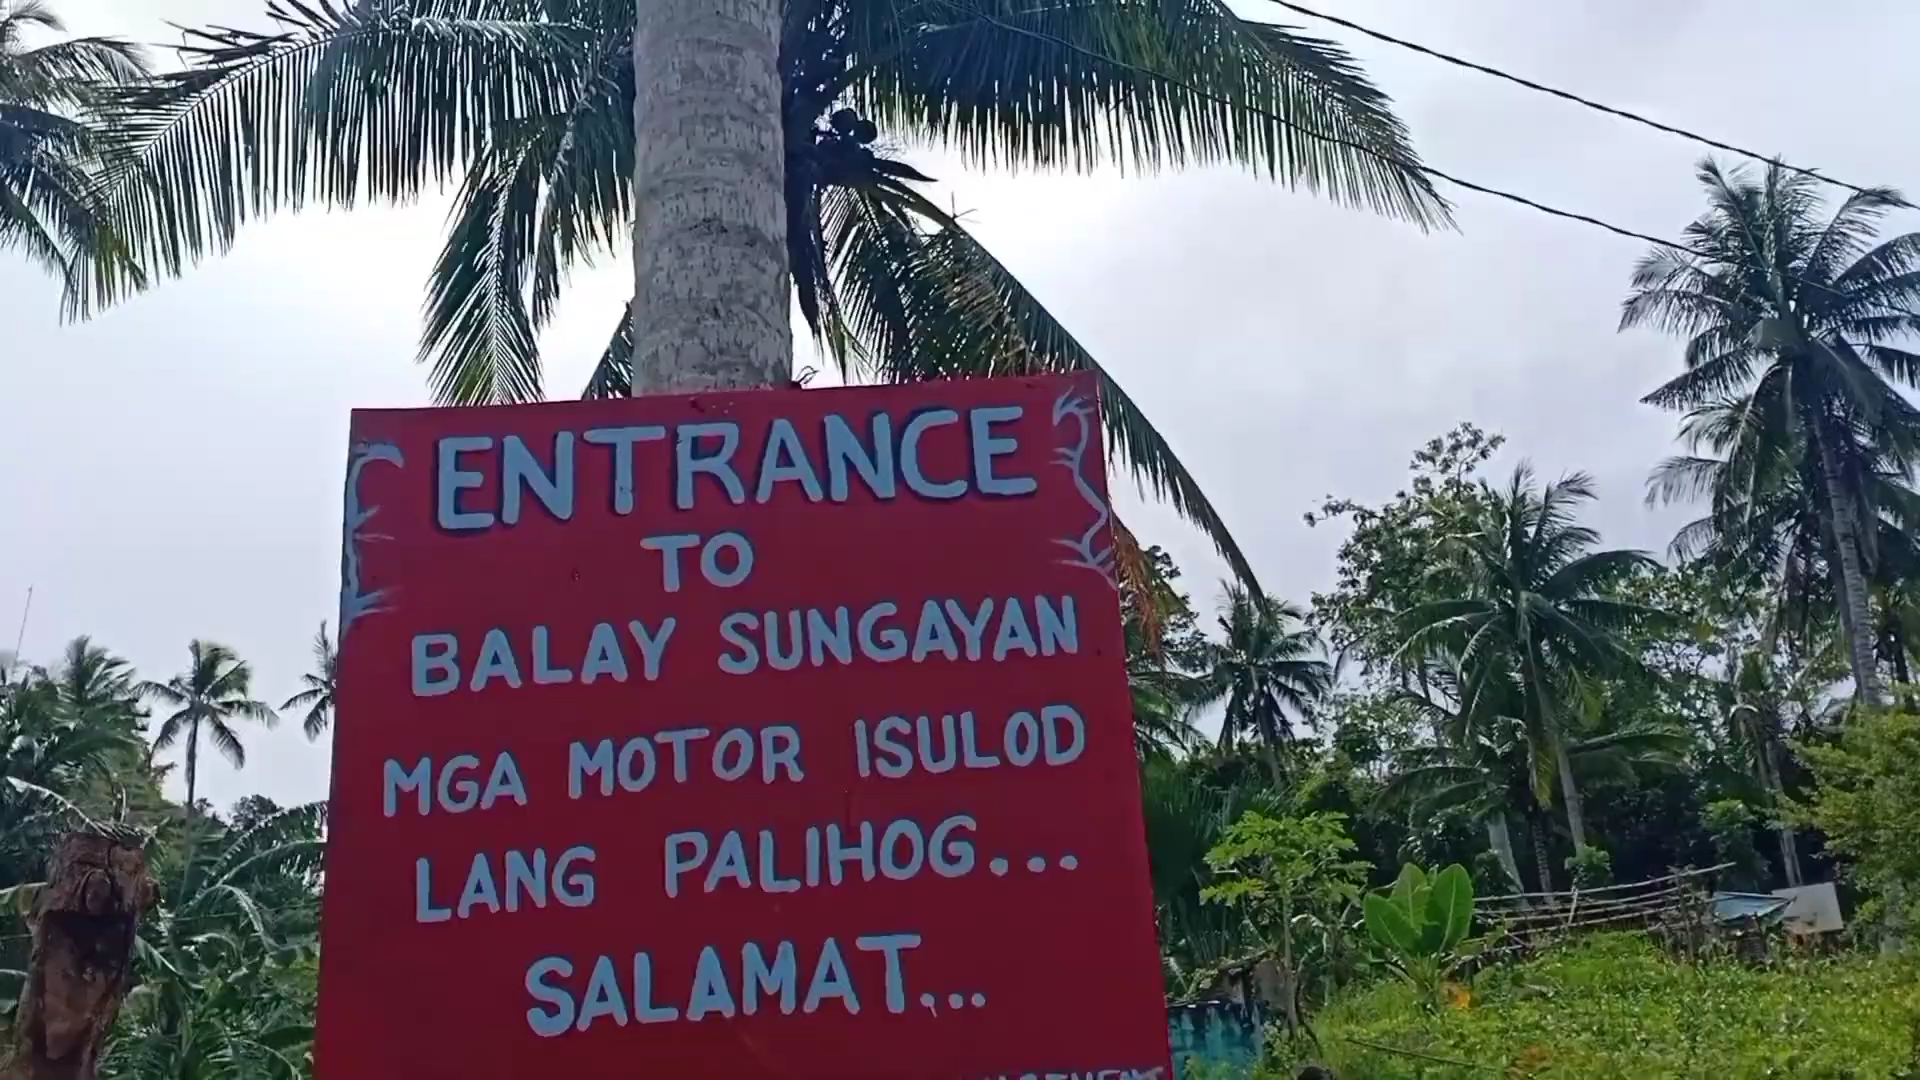 ENTRANCE
TO
BALAY SUNGAYAN
MGA MOTOR ISULOD
LANG PALIHOG...
SALAMAT...